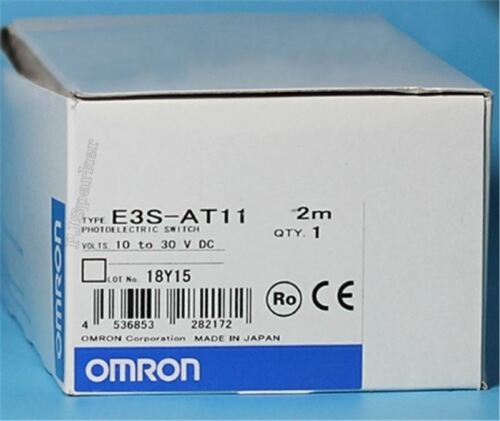 TYPE E3S-AT11 2m
PHOTOELECTRIC SWITCH QTY. 1
VOLTS. 10 to 30 V DC
LOT No. 18Y15
4 536853 282172
Ro CE
OMRON Corporation MADE IN JAPAN
OMRON
OMRON